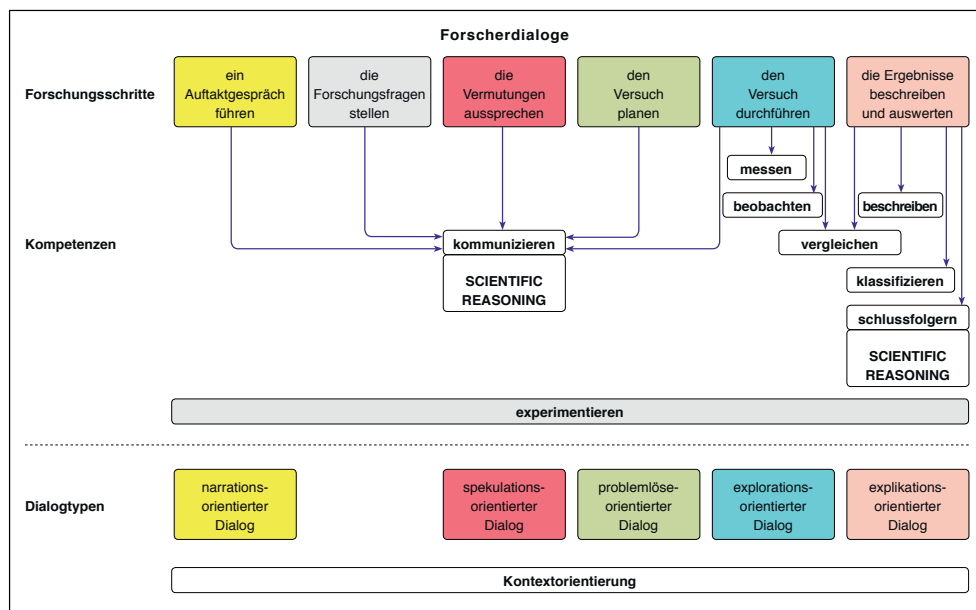 Forscherdialoge
Forschungsschritte
ein
Auftaktgespräch
führen
die
Forschungsfragen
stellen
die
Vermutungen
aussprechen
den
Versuch
planen
den
Versuch
durchführen
die Ergebnisse
beschreiben
und auswerten
Kompetenzen
messen
beobachten
beschreiben
kommunizieren
vergleichen
SCIENTIFIC
REASONING
klassifizieren
schlussfolgern
SCIENTIFIC
REASONING
experimentieren
Dialogtypen
narrations-
orientierter
Dialog
spekulations-
orientierter
Dialog
problemlöse-
orientierter
Dialog
explorations-
orientierter
Dialog
explikations-
orientierter
Dialog
Kontextorientierung